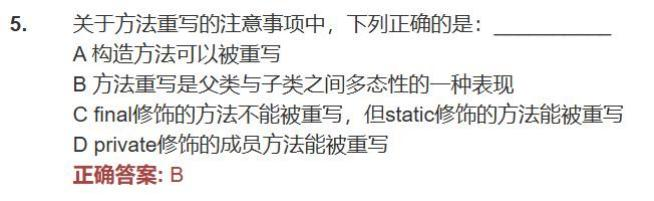 5. 关于方法重写的注意事项中，下列正确的是：__________
A 构造方法可以被重写
B 方法重写是父类与子类之间多态性的一种表现
C final修饰的方法不能被重写，但static修饰的方法能被重写
D private修饰的成员方法能被重写
正确答案: B